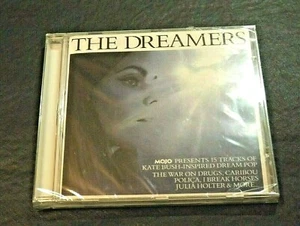 THE DREAMERS
MOJO PRESENTS 15 TRACKS OF
KATE BUSH-INSPIRED DREAM POP
THE WAR ON DRUGS, CARIBOU
POLIÇA, I BREAK HORSES
JULIA HOLTER & MORE...